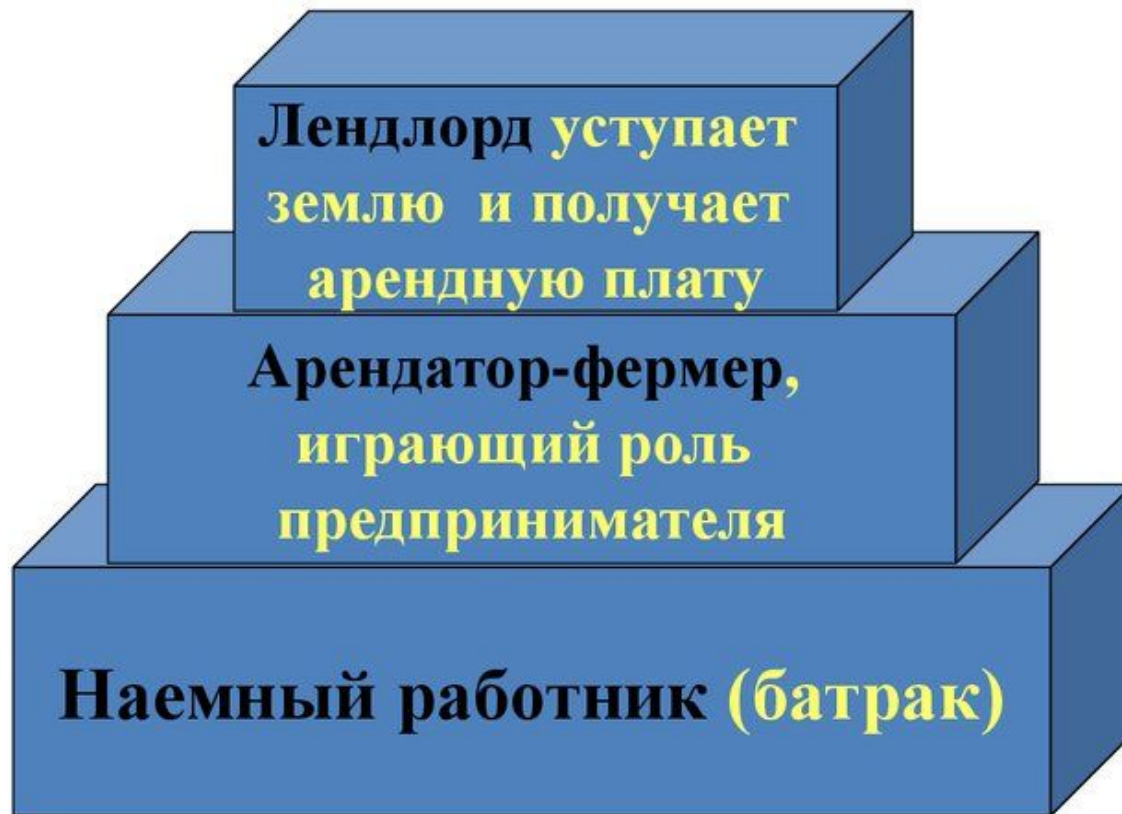 Лендлорд уступает
землю и получает
арендную плату
Арендатор-фермер,
играющий роль
предпринимателя
Наемный работник (батрак)